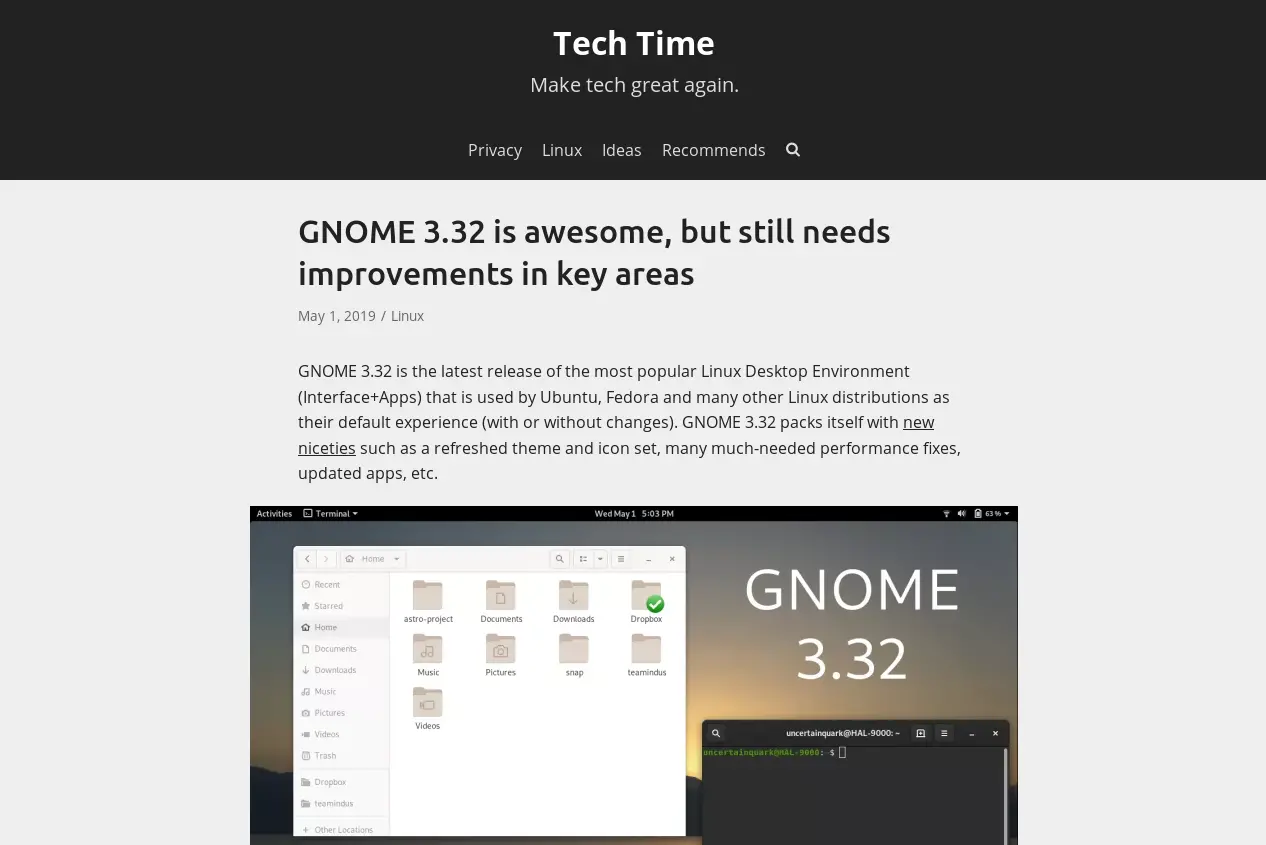 Tech Time
Make tech great again.
Privacy Linux Ideas Recommends
GNOME 3.32 is awesome, but still needs
improvements in key areas
May 1, 2019 / Linux
GNOME 3.32 is the latest release of the most popular Linux Desktop Environment
(Interface+Apps) that is used by Ubuntu, Fedora and many other Linux distributions as
their default experience (with or without changes). GNOME 3.32 packs itself with new
niceties such as a refreshed theme and icon set, many much-needed performance fixes,
updated apps, etc.
Activities Terminal Wed May 1 5:03 PM 63 %
Home
Recent
Starred
Home
Documents
Downloads
Music
Pictures
Videos
Trash
Dropbox
teamindus
+ Other Locations
astro-project Documents Downloads Dropbox
Music Pictures snap teamindus
Videos
GNOME
3.32
uncertainquark@HAL-9000: ~
uncertainquark@HAL-9000:~$